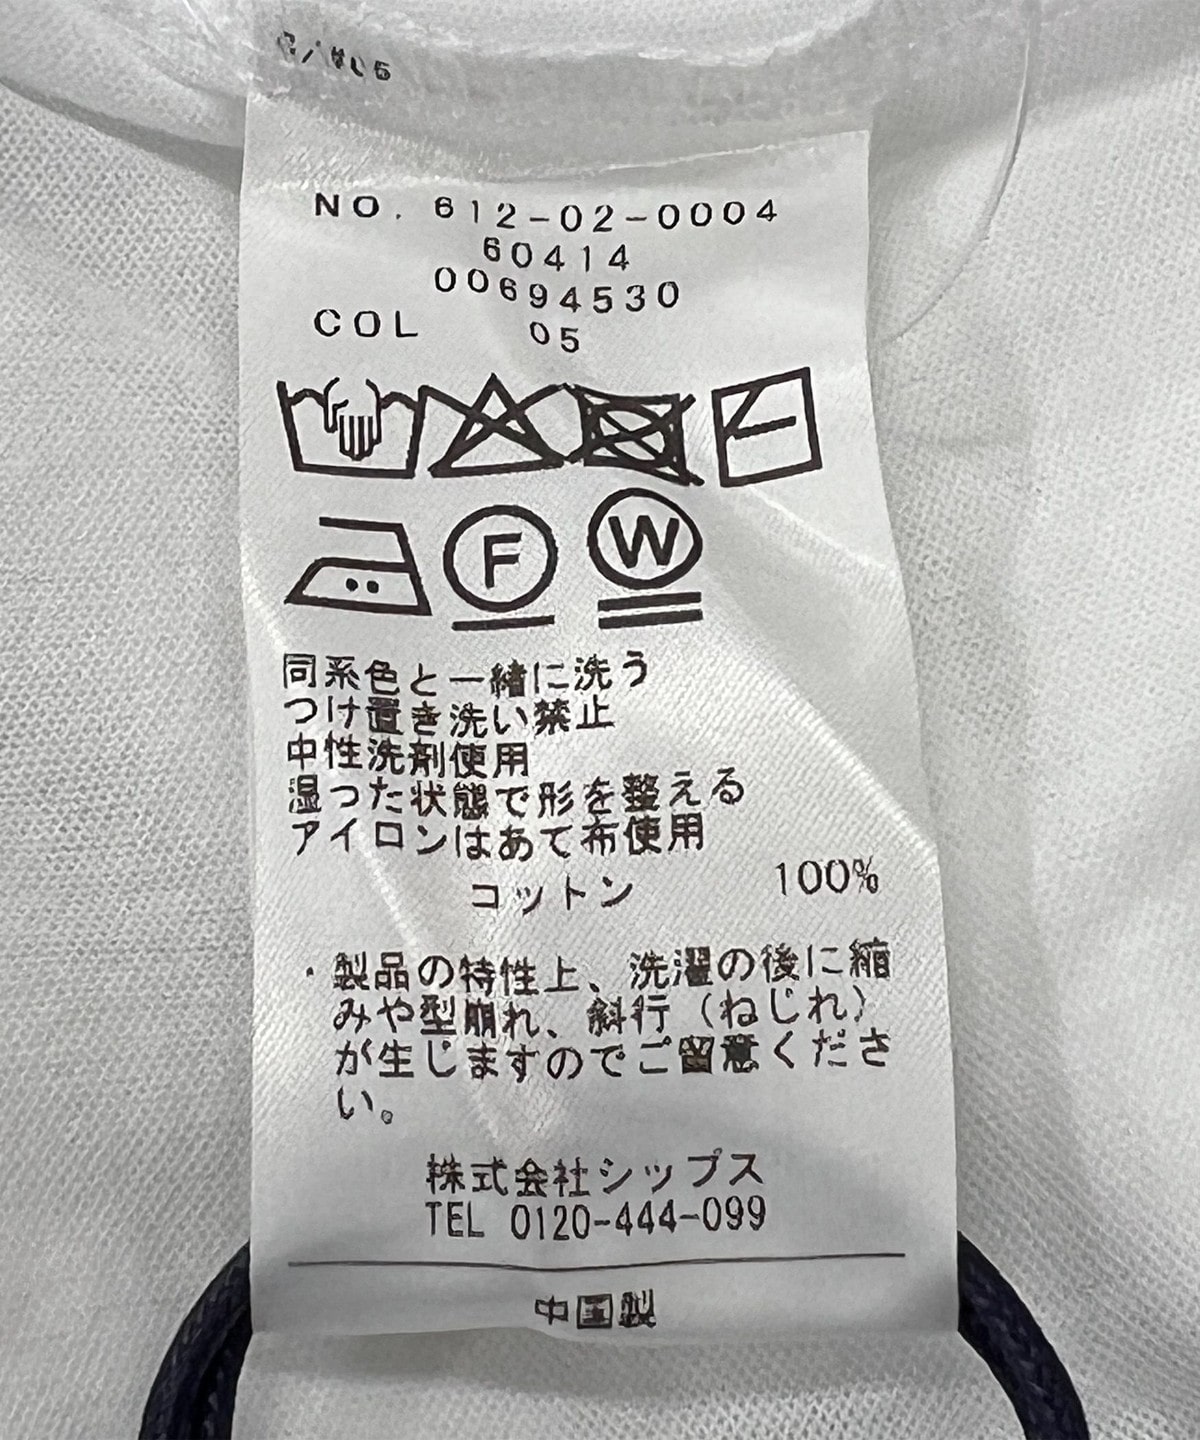 NO. 612-02-0004
60414
00694530
COL 05
F
W
同系色と一緒に洗う
つけ置き洗い禁止
中性洗剤使用
湿った状態で形を整える
アイロンはあて布使用
コットン 100%
・製品の特性上、洗濯の後に縮
みや型崩れ、斜行(ねじれ)
が生じますのでご留意くださ
い。
株式会社シップス
TEL 0120-444-099
中国製